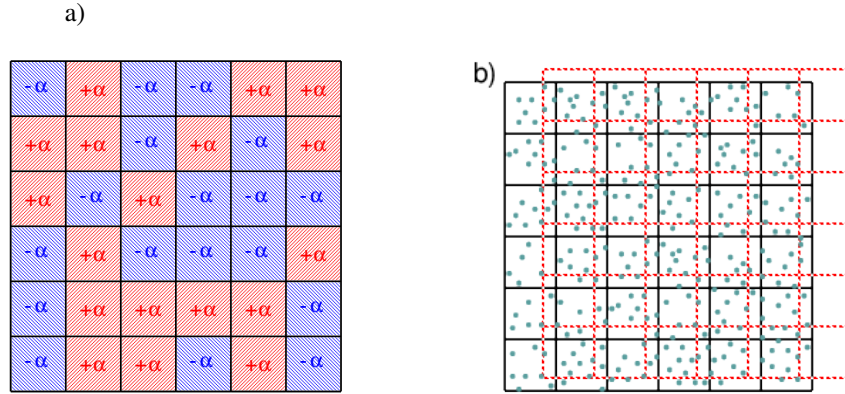 a)
b)
-α +α -α -α +α +α
+α +α -α +α -α +α
+α -α +α -α -α -α
-α +α -α -α -α +α
-α +α +α +α +α -α
-α +α +α -α +α -α